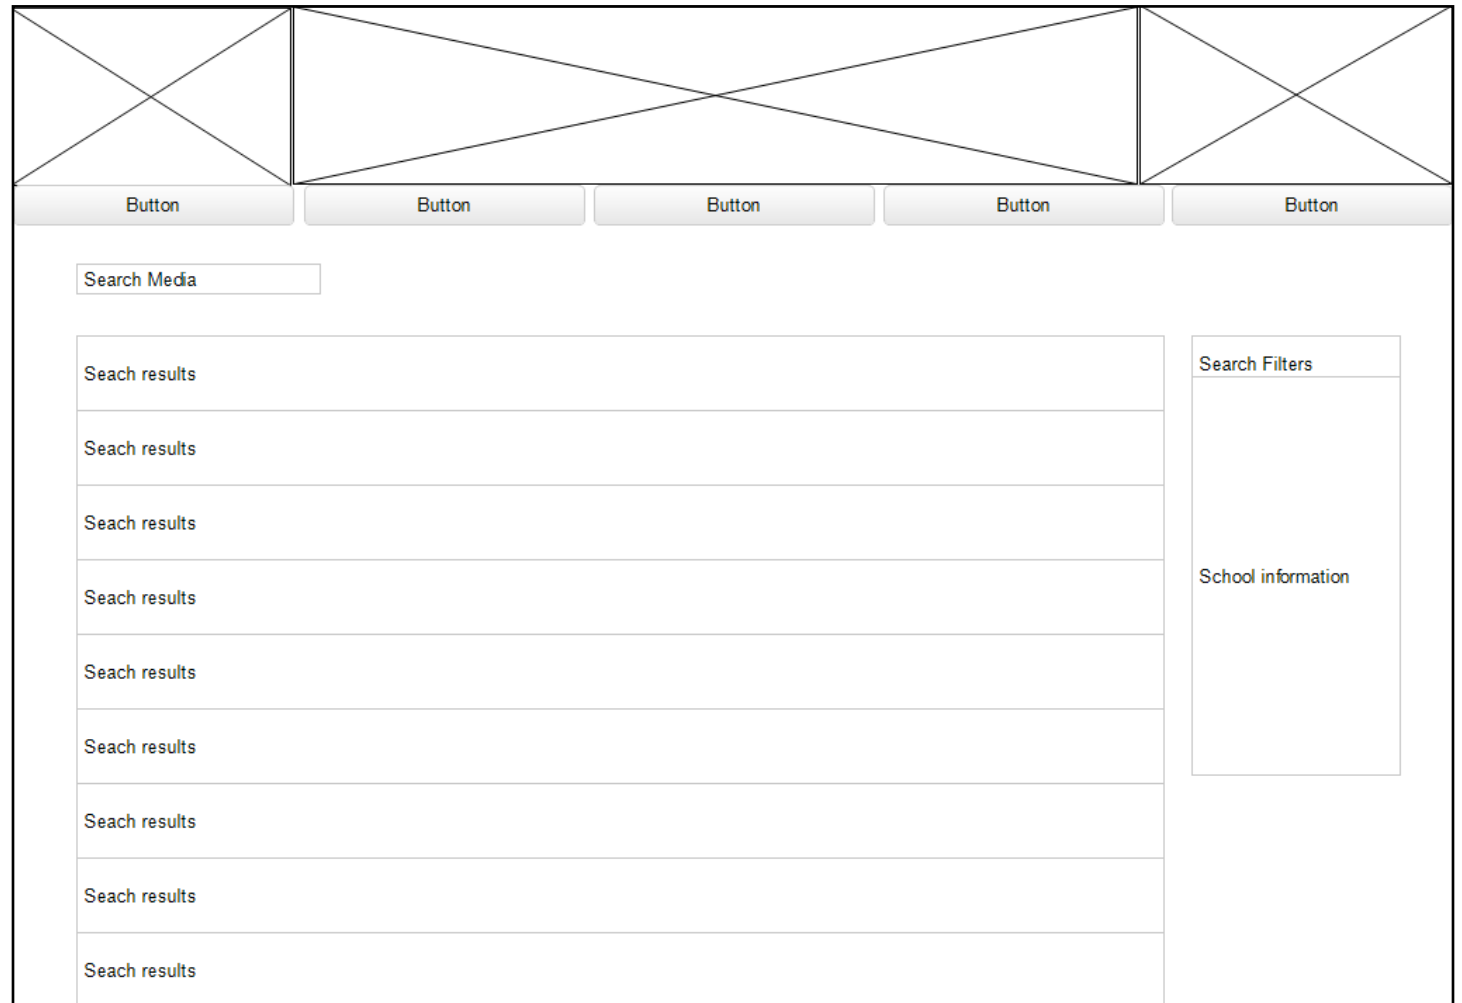 Button
Button
Button
Button
Button
Search Media
Seach results
Seach results
Seach results
Seach results
Seach results
Seach results
Seach results
Seach results
Seach results
Search Filters
School information